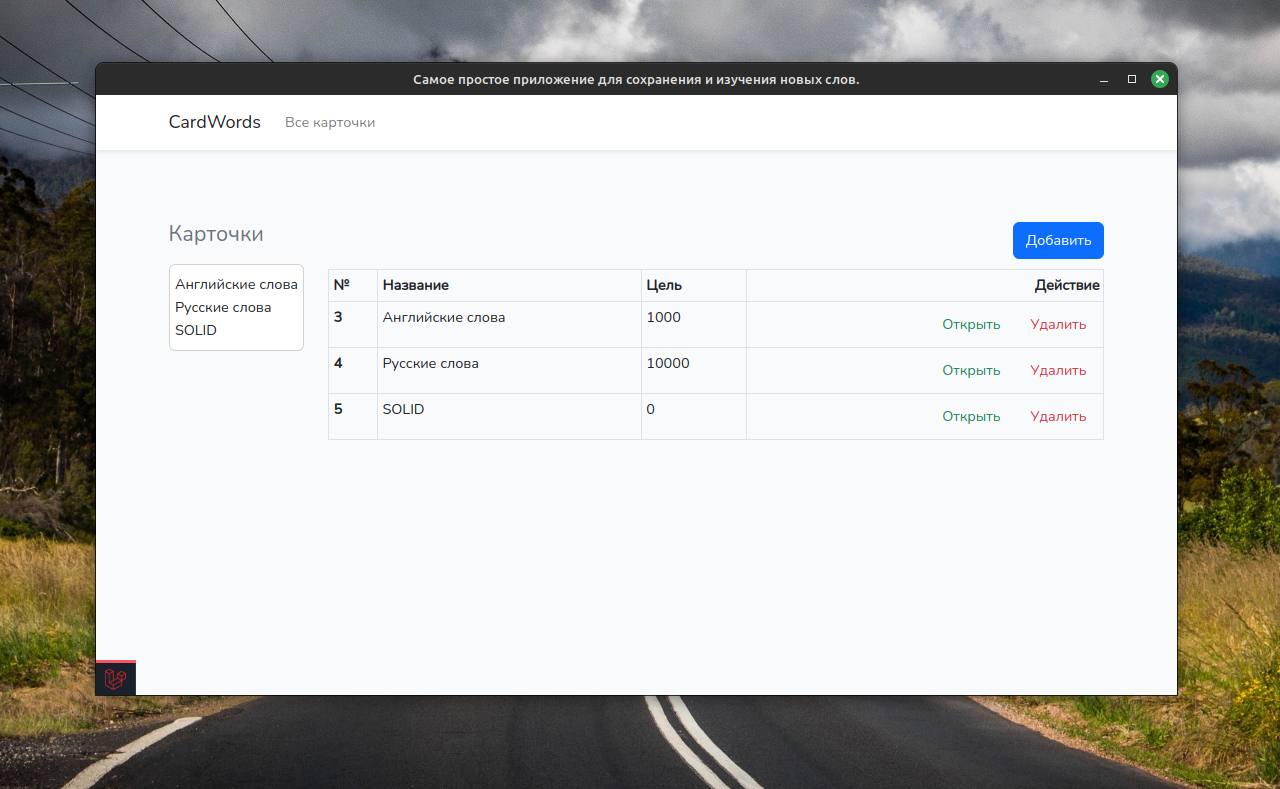 Самое простое приложение для сохранения и изучения новых слов.
CardWords Все карточки
Карточки
Добавить
Английские слова
Русские слова
SOLID
№ Название Цель Действие
3 Английские слова 1000 Открыть Удалить
4 Русские слова 10000 Открыть Удалить
5 SOLID 0 Открыть Удалить